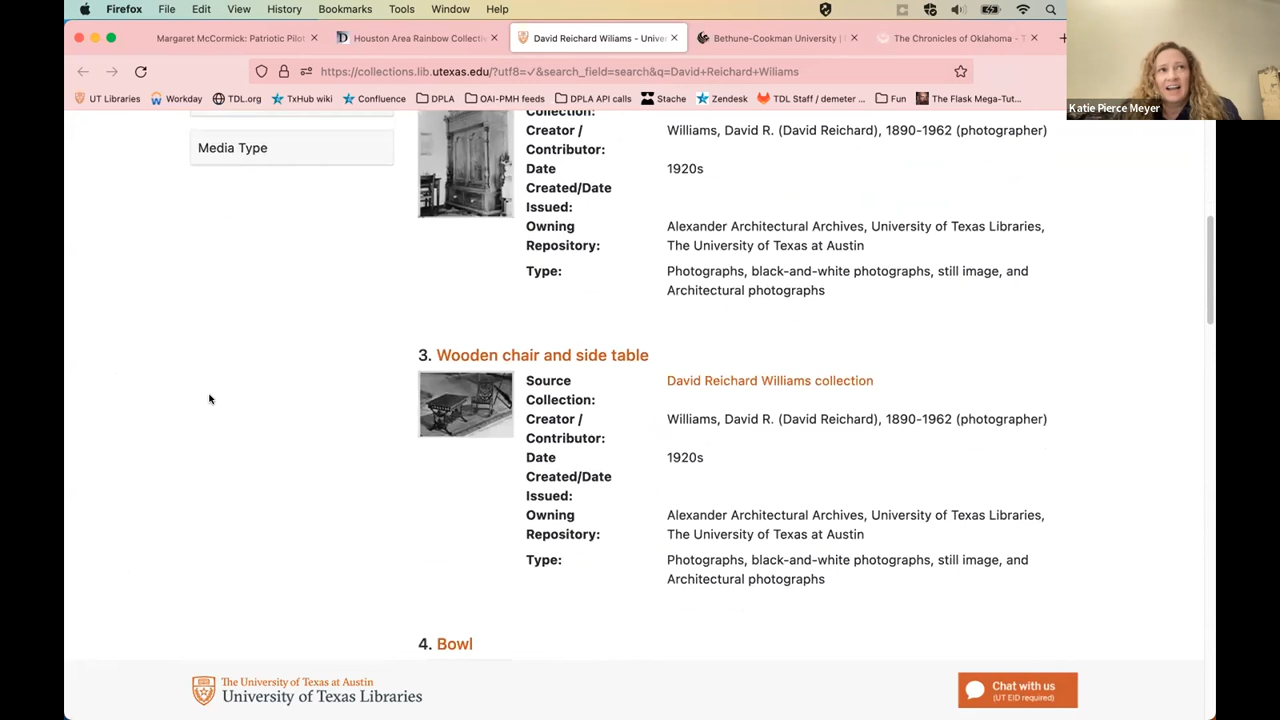 Firefox File Edit View History Bookmarks Tools Window Help
Margaret McCormick: Patriotic Pilot
Houston Area Rainbow Collectiv
David Reichard Wiliams - Univer
Bethune-Cookman University |
The Chronicles of Oklahoma - T
https://collections.lib.utexas.edu/?utf8=✓&search_field=search&q=David+Reichard+Wiliams
UT Libraries Workday TDL.org TxHub wiki Confluence DPLA OAI-PMH feeds DPLA API calls Stache Zendesk TDL Staff / demeter ... Fun The Flask Mega-Tut...
Katie Pierce Meyer
Media Type
Collection:
Creator / Williams, David R. (David Reichard), 1890-1962 (photographer)
Contributor:
Date 1920s
Created/Date
Issued:
Owning Alexander Architectural Archives, University of Texas Libraries,
Repository: The University of Texas at Austin
Type: Photographs, black-and-white photographs, still image, and
Architectural photographs
3. Wooden chair and side table
Source David Reichard Williams collection
Collection:
Creator / Williams, David R. (David Reichard), 1890-1962 (photographer)
Contributor:
Date 1920s
Created/Date
Issued:
Owning Alexander Architectural Archives, University of Texas Libraries,
Repository: The University of Texas at Austin
Type: Photographs, black-and-white photographs, still image, and
Architectural photographs
4. Bowl
The University of Texas at Austin
University of Texas Libraries
Chat with us
(UT EID required)